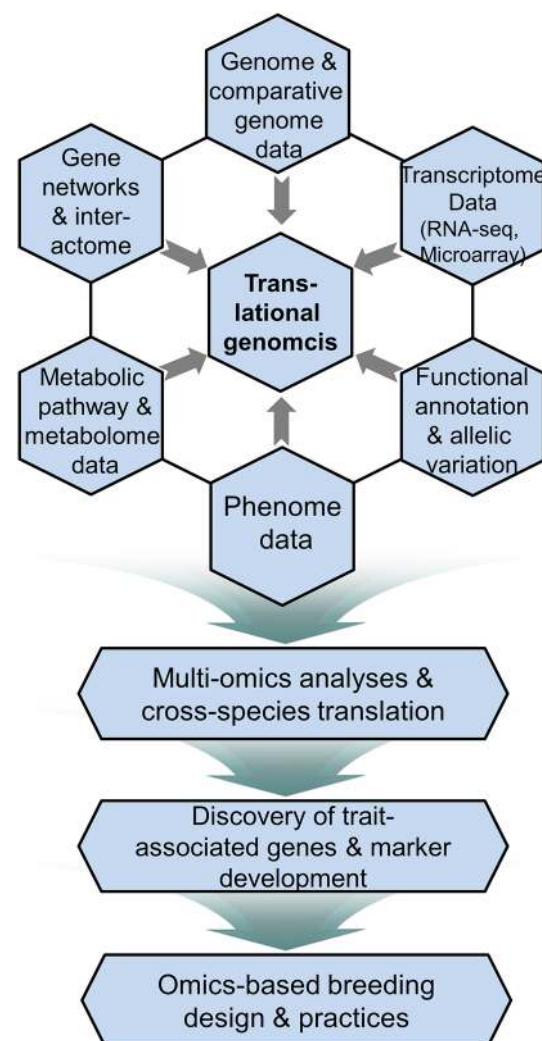 Genome &
comparative
genome
data
Gene
networks
& inter-
actome
Transcriptome
Data
(RNA-seq,
Microarray)
Trans-
lational
genomcis
Metabolic
pathway &
metabolome
data
Functional
annotation
& allelic
variation
Phenome
data
Multi-omics analyses &
cross-species translation
Discovery of trait-
associated genes & marker
development
Omics-based breeding
design & practices